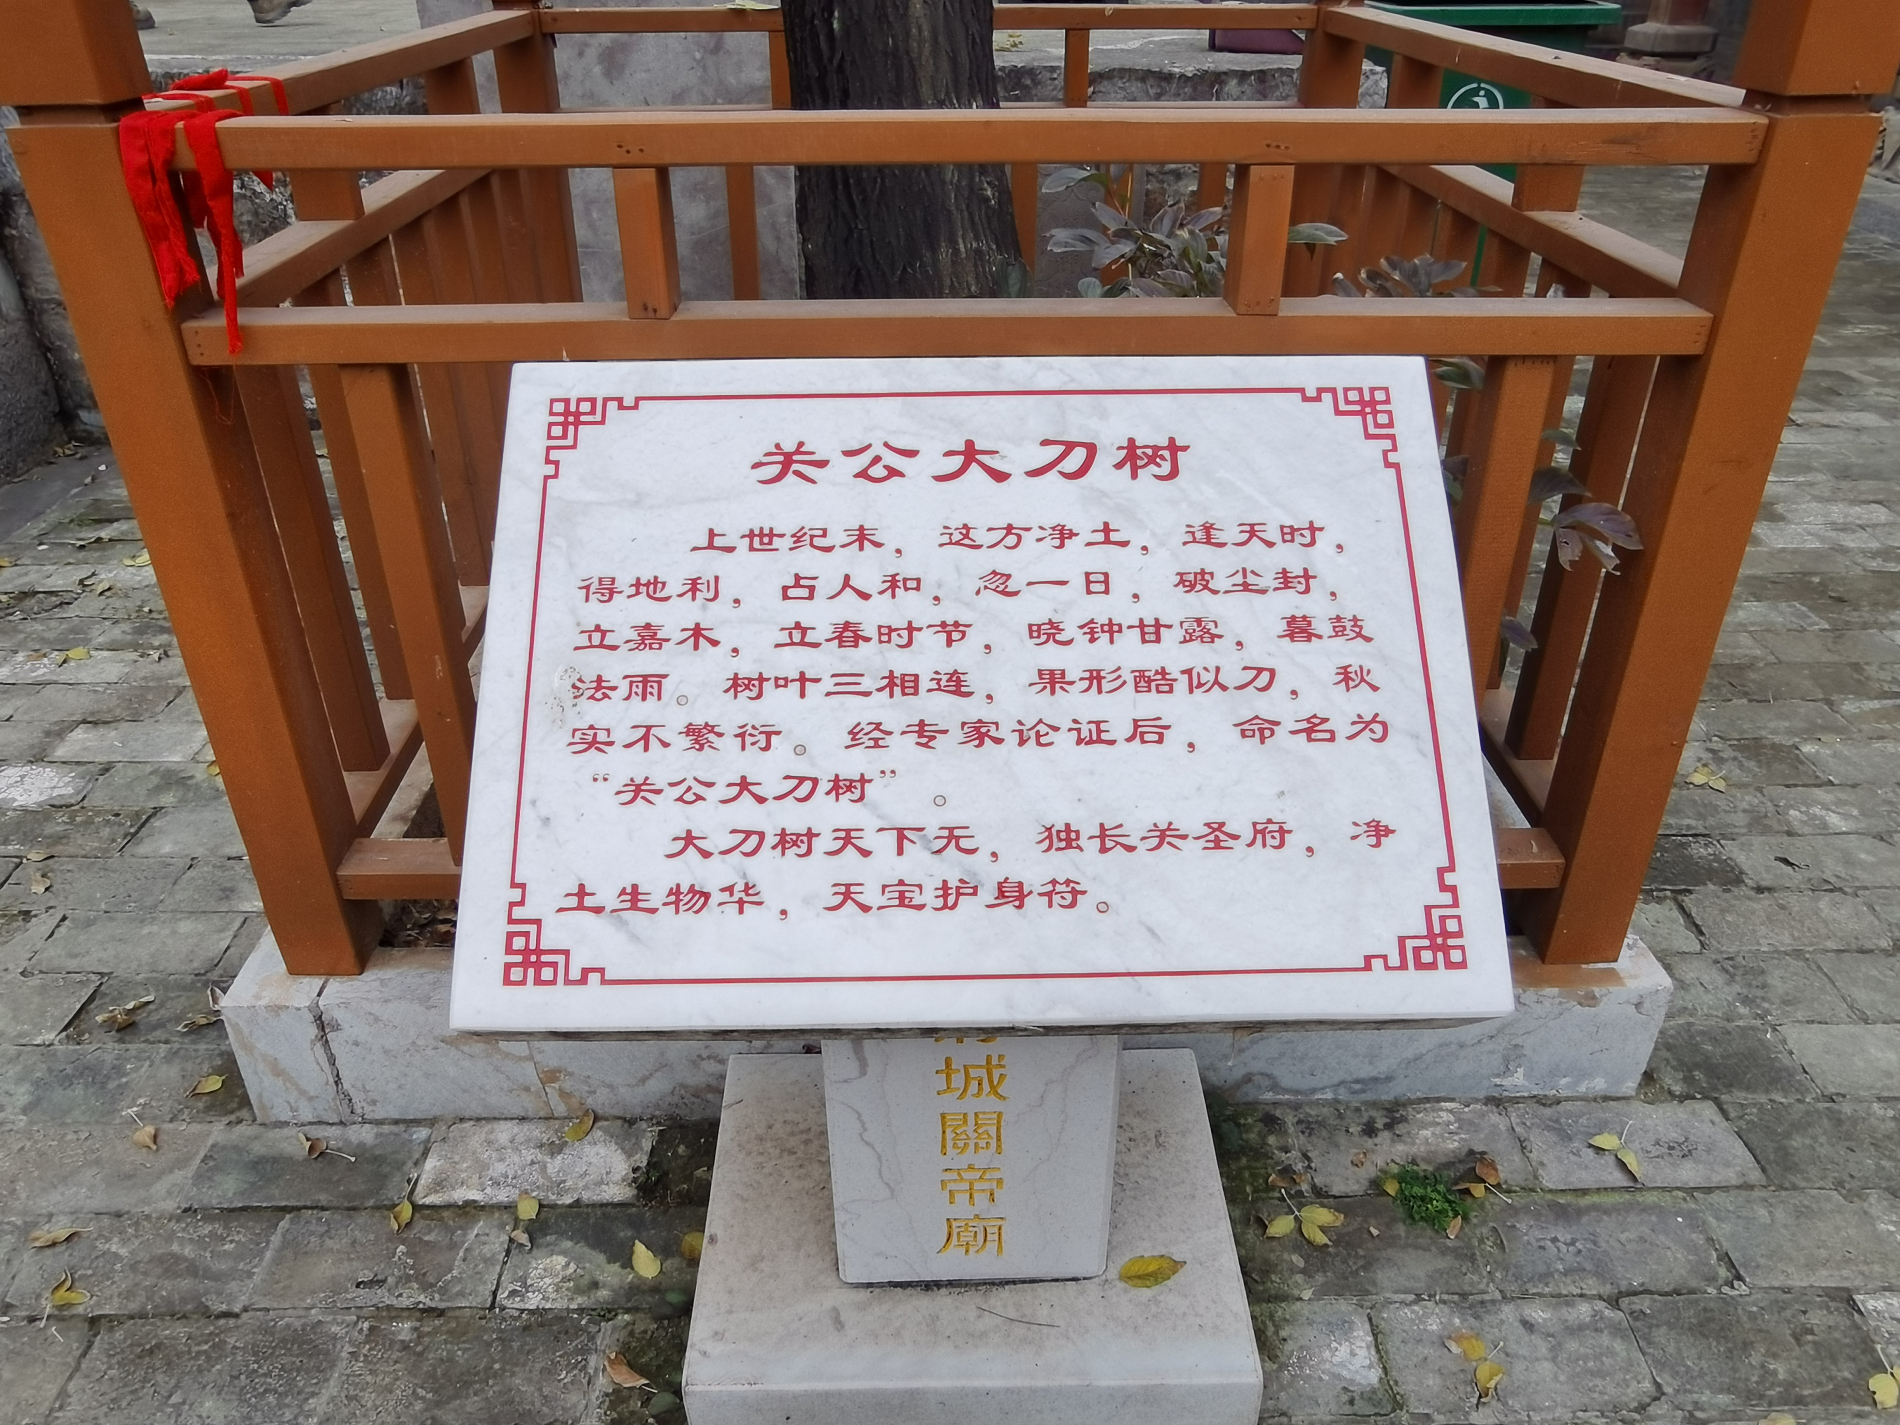 关公大刀树
上世纪末，这方净土，逢天时，
得地利，占人和，忽一日，破尘封，
立嘉木，立春时节，晓钟甘露，暮鼓
法雨。树叶三相连，果形酷似刀，秋
实不繁衍。经专家论证后，命名为
“关公大刀树”。
大刀树天下无，独长关圣府，净
土生物华，天宝护身符。
城
關
帝
廟